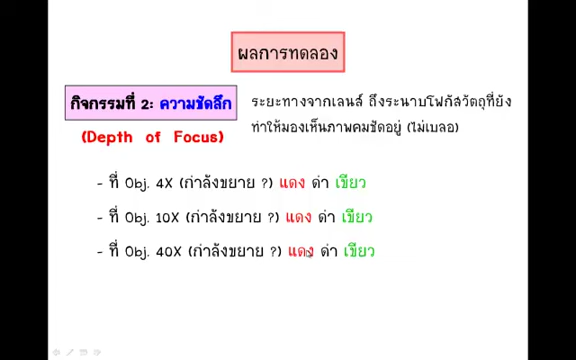 ผลการทดลอง
กิจกรรมที่ 2: ความชัดลึก
(Depth of Focus)
ระยะทางจากเลนส์ ถึงระนาบโฟกัสวัตถุที่ยัง
ทำให้มองเห็นภาพคมชัดอยู่ (ไม่เบลอ)
- ที่ Obj. 4X (กำลังขยาย ?) แดง ดำ เขียว
- ที่ Obj. 10X (กำลังขยาย ?) แดง ดำ เขียว
- ที่ Obj. 40X (กำลังขยาย ?) แดง ดำ เขียว